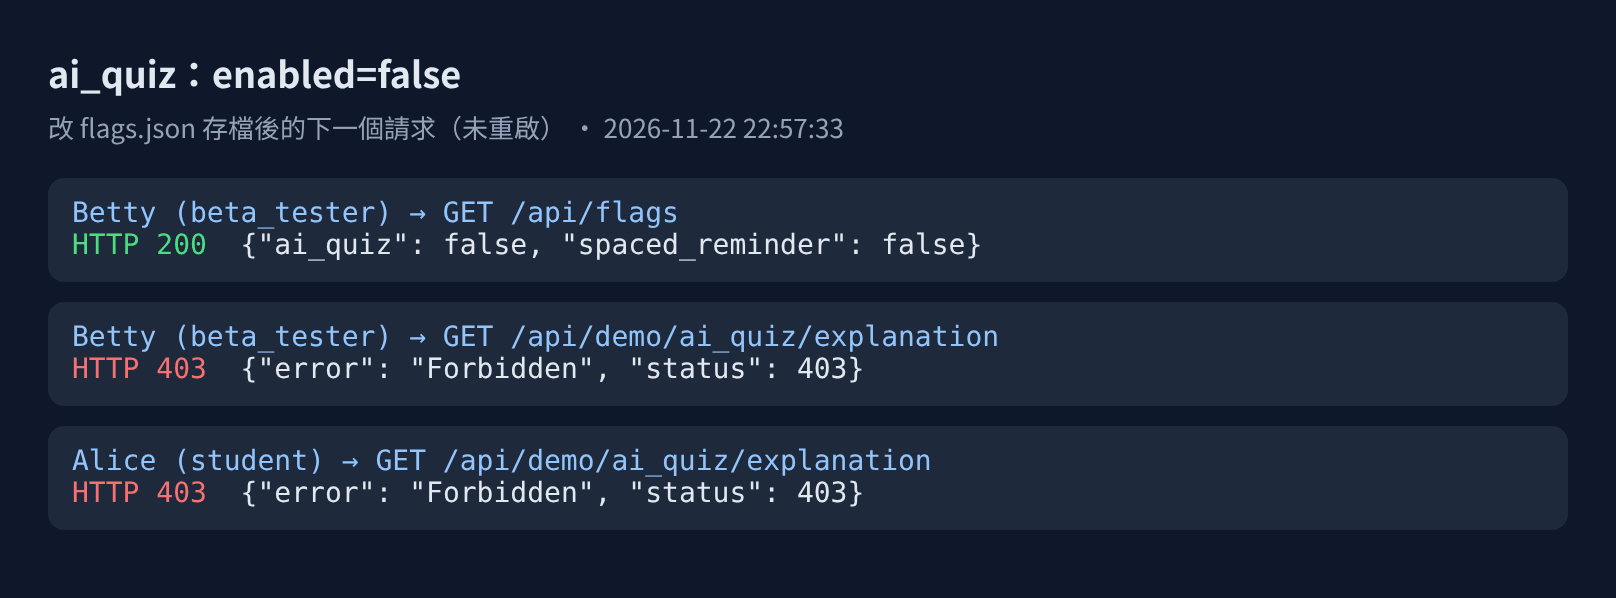 ai_quiz：enabled=false
改 flags.json 存檔後的下一個請求（未重啟） • 2026-11-22 22:57:33
Betty (beta_tester) → GET /api/flags
HTTP 200  {"ai_quiz": false, "spaced_reminder": false}
Betty (beta_tester) → GET /api/demo/ai_quiz/explanation
HTTP 403  {"error": "Forbidden", "status": 403}
Alice (student) → GET /api/demo/ai_quiz/explanation
HTTP 403  {"error": "Forbidden", "status": 403}